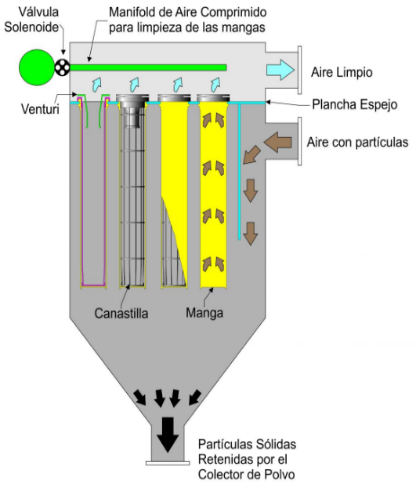 Válvula
Solenoide
Manifold de Aire Comprimido
para limpieza de las mangas
Aire Limpio
Venturi
Plancha Espejo
Aire con partículas
Canastilla
Manga
Partículas Sólidas
Retenidas por el
Colector de Polvo